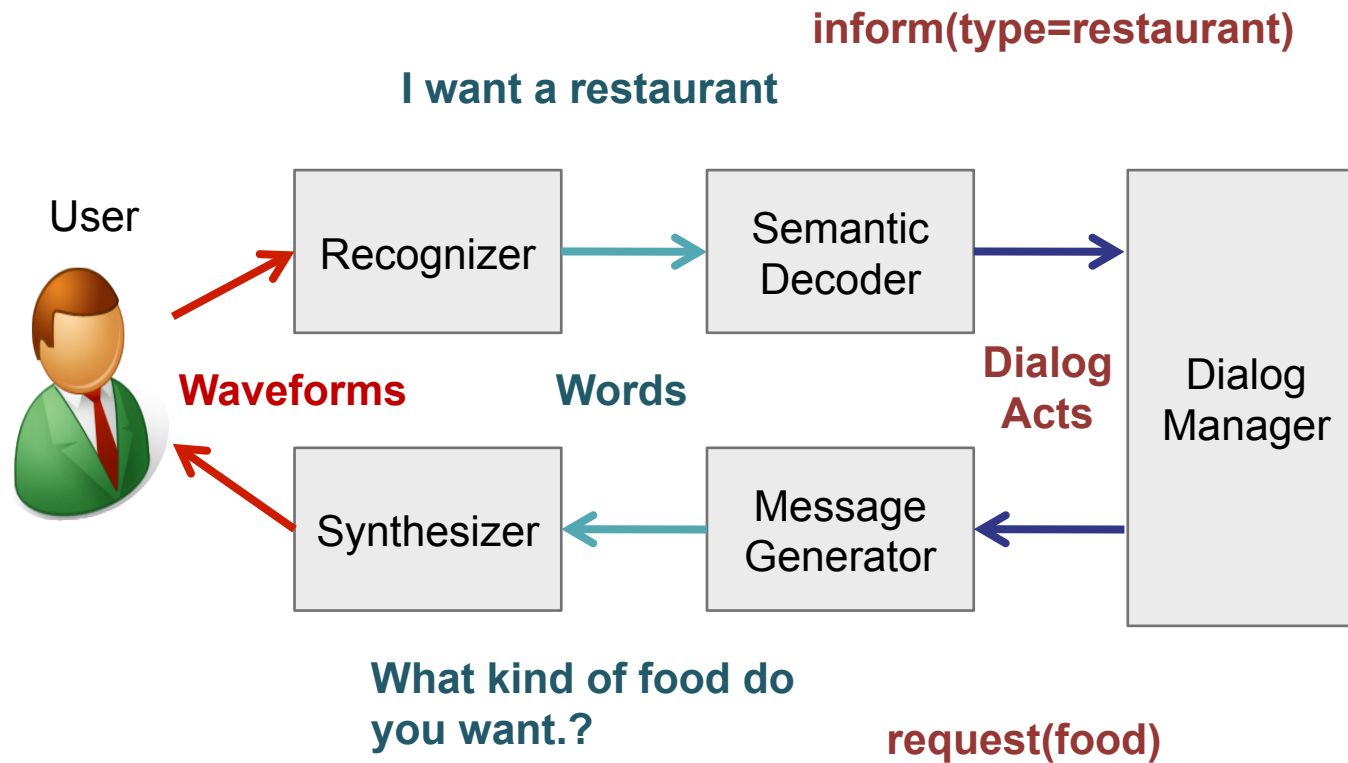 inform(type=restaurant)
I want a restaurant
User
Recognizer
Semantic
Decoder
Dialog
Manager
Waveforms
Words
Dialog
Acts
Synthesizer
Message
Generator
What kind of food do
you want.?
request(food)